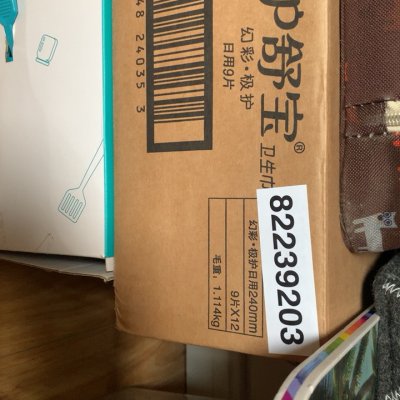 护舒宝®
卫生巾
幻彩·极护
日用9片
48 24035 3
幻彩·极护日用240mm
9片X12
毛重：1.114kg
82239203